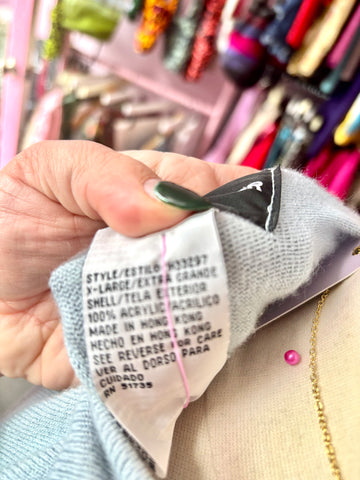 STYLE/ESTILO H33297
X-LARGE/EXTRA GRANDE
SHELL/TELA EXTERIOR
100% ACRYLIC/ACRILICO
MADE IN HONG KONG
HECHO EN HONG KONG
SEE REVERSE FOR CARE
VER AL DORSO PARA
CUIDADO
RN 51735